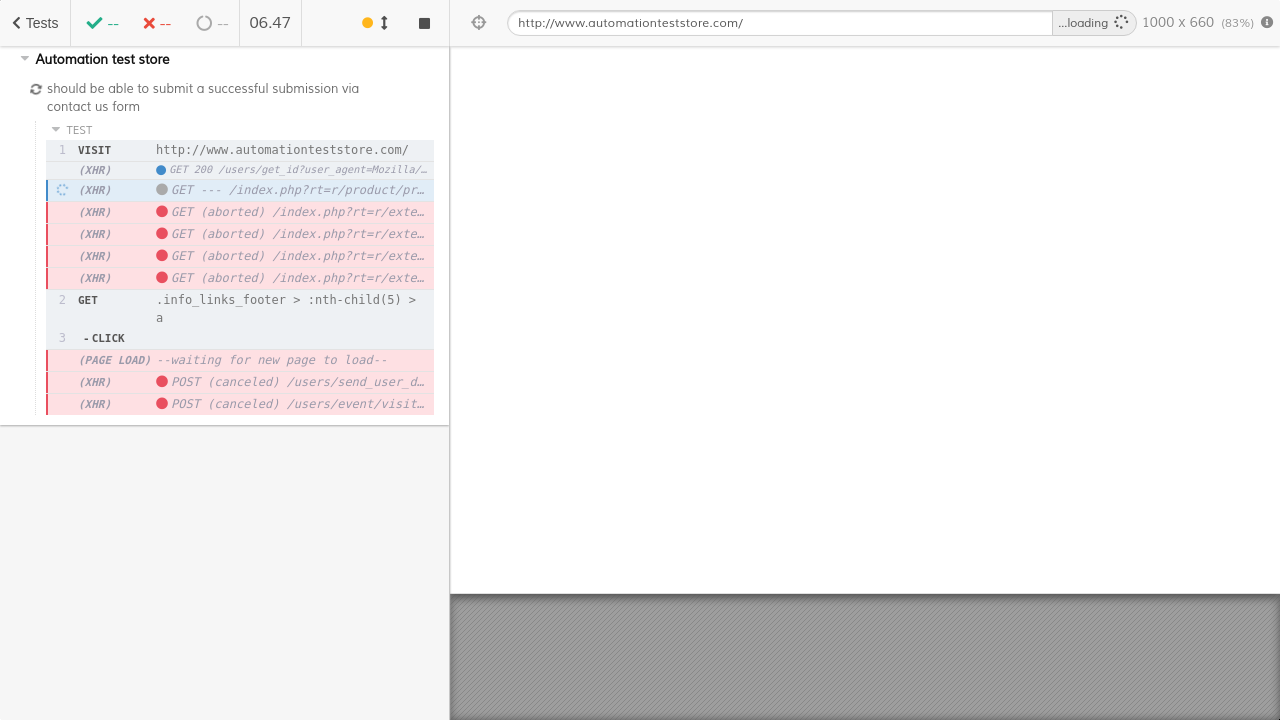 Tests -- -- -- 06.47
http://www.automationteststore.com/ ...loading 1000 x 660 (83%)
Automation test store
should be able to submit a successful submission via
contact us form
TEST
1 VISIT http://www.automationteststore.com/
(XHR) GET 200 /users/get_id?user_agent=Mozilla/…
(XHR) GET --- /index.php?rt=r/product/pr…
(XHR) GET (aborted) /index.php?rt=r/exte…
(XHR) GET (aborted) /index.php?rt=r/exte…
(XHR) GET (aborted) /index.php?rt=r/exte…
(XHR) GET (aborted) /index.php?rt=r/exte…
2 GET .info_links_footer > :nth-child(5) >
a
3 -CLICK
(PAGE LOAD) --waiting for new page to load--
(XHR) POST (canceled) /users/send_user_d…
(XHR) POST (canceled) /users/event/visit…